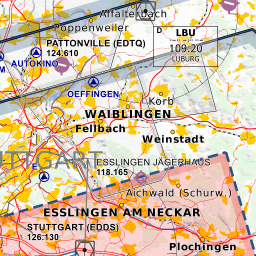 Affalterbach
Poppenweiler
D
LBU
PATTONVILLE (EDTQ)
124.610
109.20
LUBURG
AUTOKINO
OEFFINGEN
Korb
WAIBLINGEN
Fellbach
Weinstadt
ESSLINGEN JÄGERHAUS
118.165
Aichwald (Schurw.)
ESSLINGEN AM NECKAR
STUTTGART (EDDS)
126.130
Plochingen